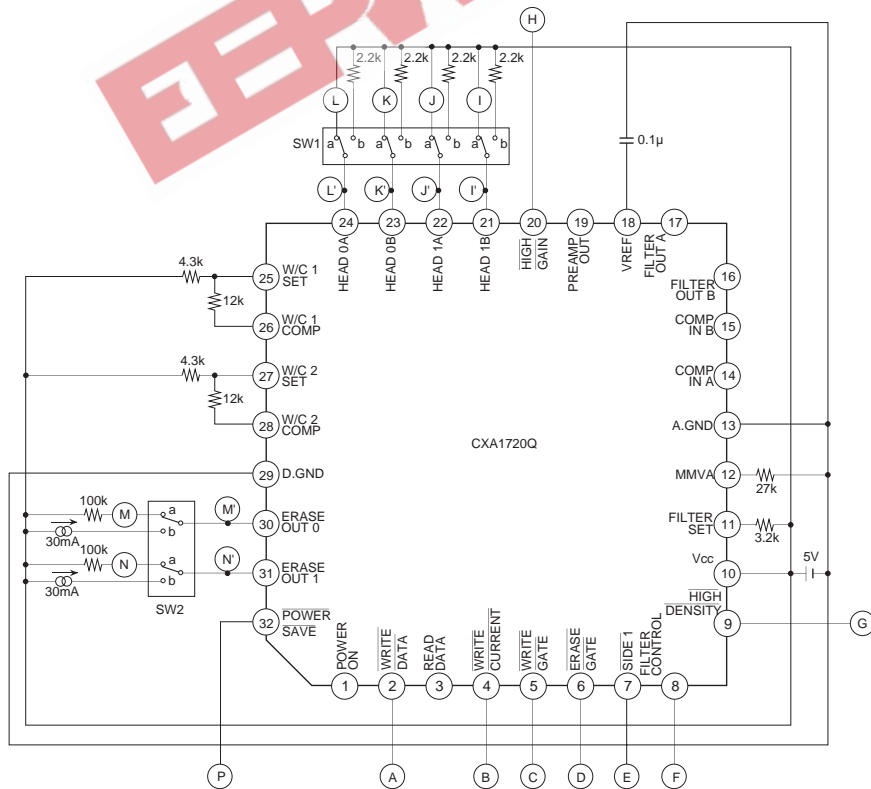 H
2.2k 2.2k 2.2k 2.2k
L K J I
SW1 a b a b a b a b
0.1μ
L' K' J' I'
24 23 22 21 20 19 18 17
HEAD 0A
HEAD 0B
HEAD 1A
HEAD 1B
HIGH GAIN
PREAMP OUT
VREF
FILTER OUT A
4.3k
25 W/C 1 SET
12k
26 W/C 1 COMP
4.3k
27 W/C 2 SET
12k
28 W/C 2 COMP
29 D.GND
100k M a b M'
30 ERASE OUT 0
30mA
100k N a b N'
31 ERASE OUT 1
30mA
SW2
32 POWER SAVE
CXA1720Q
16 FILTER OUT B
15 COMP IN B
14 COMP IN A
13 A.GND
12 MMVA
27k
11 FILTER SET
3.2k
10 Vcc
5V
9 HIGH DENSITY
G
POWER ON
WRITE DATA
READ DATA
WRITE CURRENT
WRITE GATE
ERASE GATE
SIDE 1
FILTER CONTROL
1 2 3 4 5 6 7 8
P A B C D E F